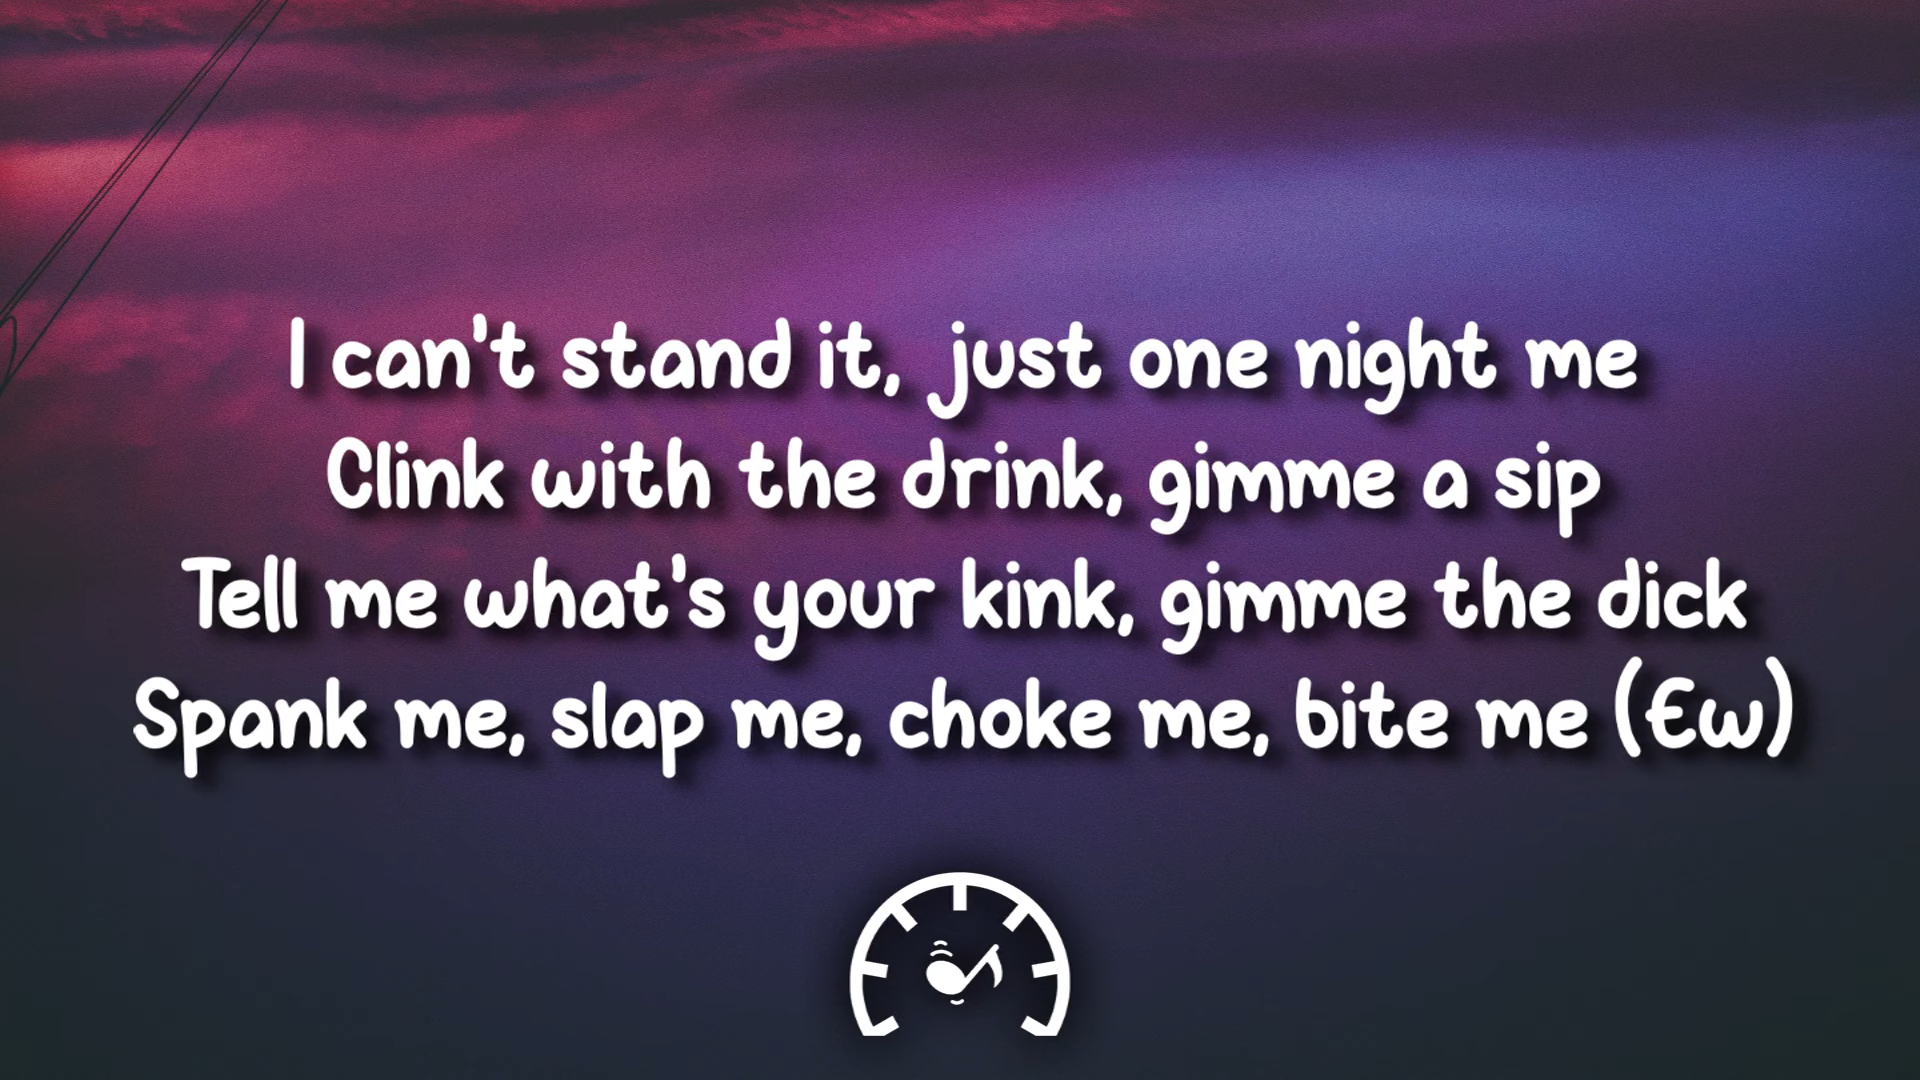 I can't stand it, just one night me
Clink with the drink, gimme a sip
Tell me what's your kink, gimme the dick
Spank me, slap me, choke me, bite me (Ew)